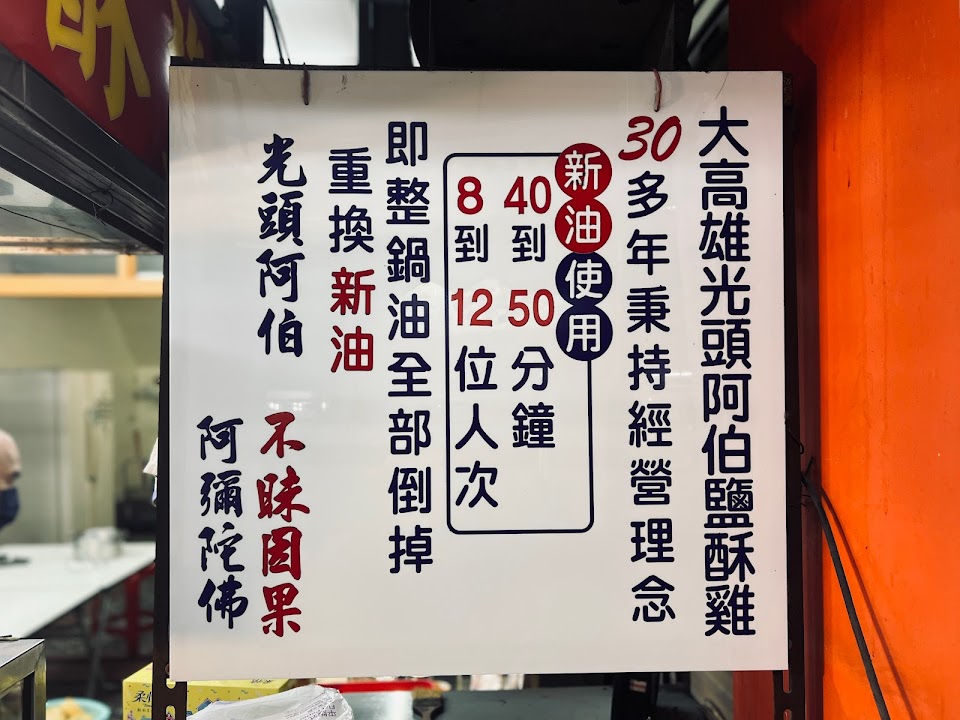 大高雄光頭阿伯鹽酥雞
30多年秉持經營理念
新油使用
40到50分鐘
8到12位人次
即整鍋油全部倒掉
重換新油
光頭阿伯
不昧因果
阿彌陀佛
酥